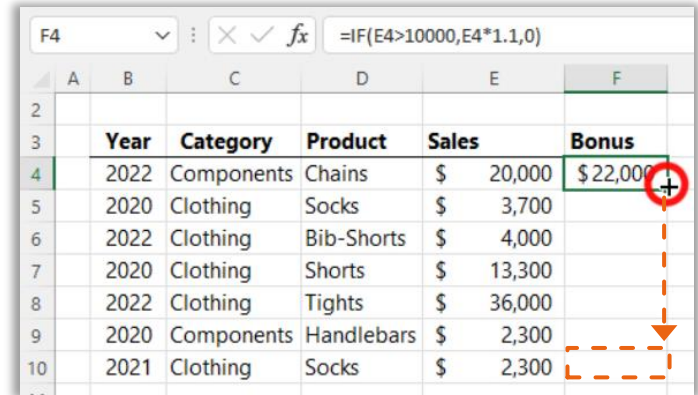 F4 fx =IF(E4>10000,E4*1.1,0)
A B C D E F
2
3 Year Category Product Sales Bonus
4 2022 Components Chains $ 20,000 $22,000
5 2020 Clothing Socks $ 3,700
6 2022 Clothing Bib-Shorts $ 4,000
7 2020 Clothing Shorts $ 13,300
8 2022 Clothing Tights $ 36,000
9 2020 Components Handlebars $ 2,300
10 2021 Clothing Socks $ 2,300